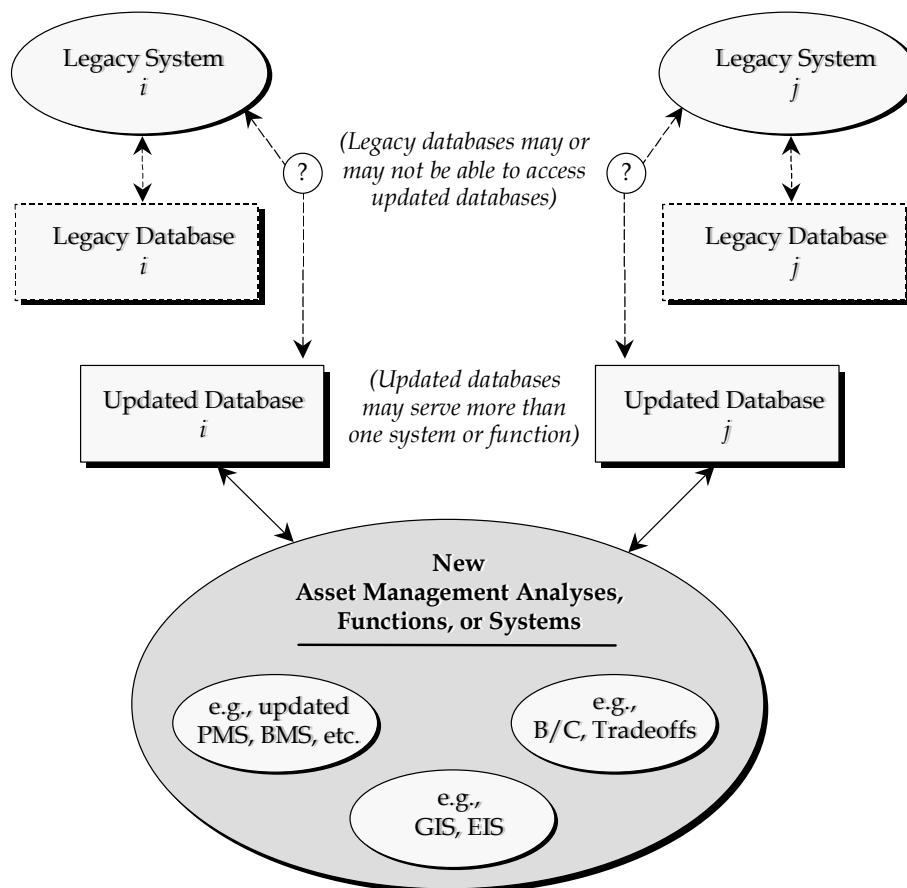 Legacy System
i
Legacy System
j
(Legacy databases may or
may not be able to access
updated databases)
?
?
Legacy Database
i
Legacy Database
j
Updated Database
i
(Updated databases
may serve more than
one system or function)
Updated Database
j
New
Asset Management Analyses,
Functions, or Systems
e.g., updated
PMS, BMS, etc.
e.g.,
B/C, Tradeoffs
e.g.,
GIS, EIS